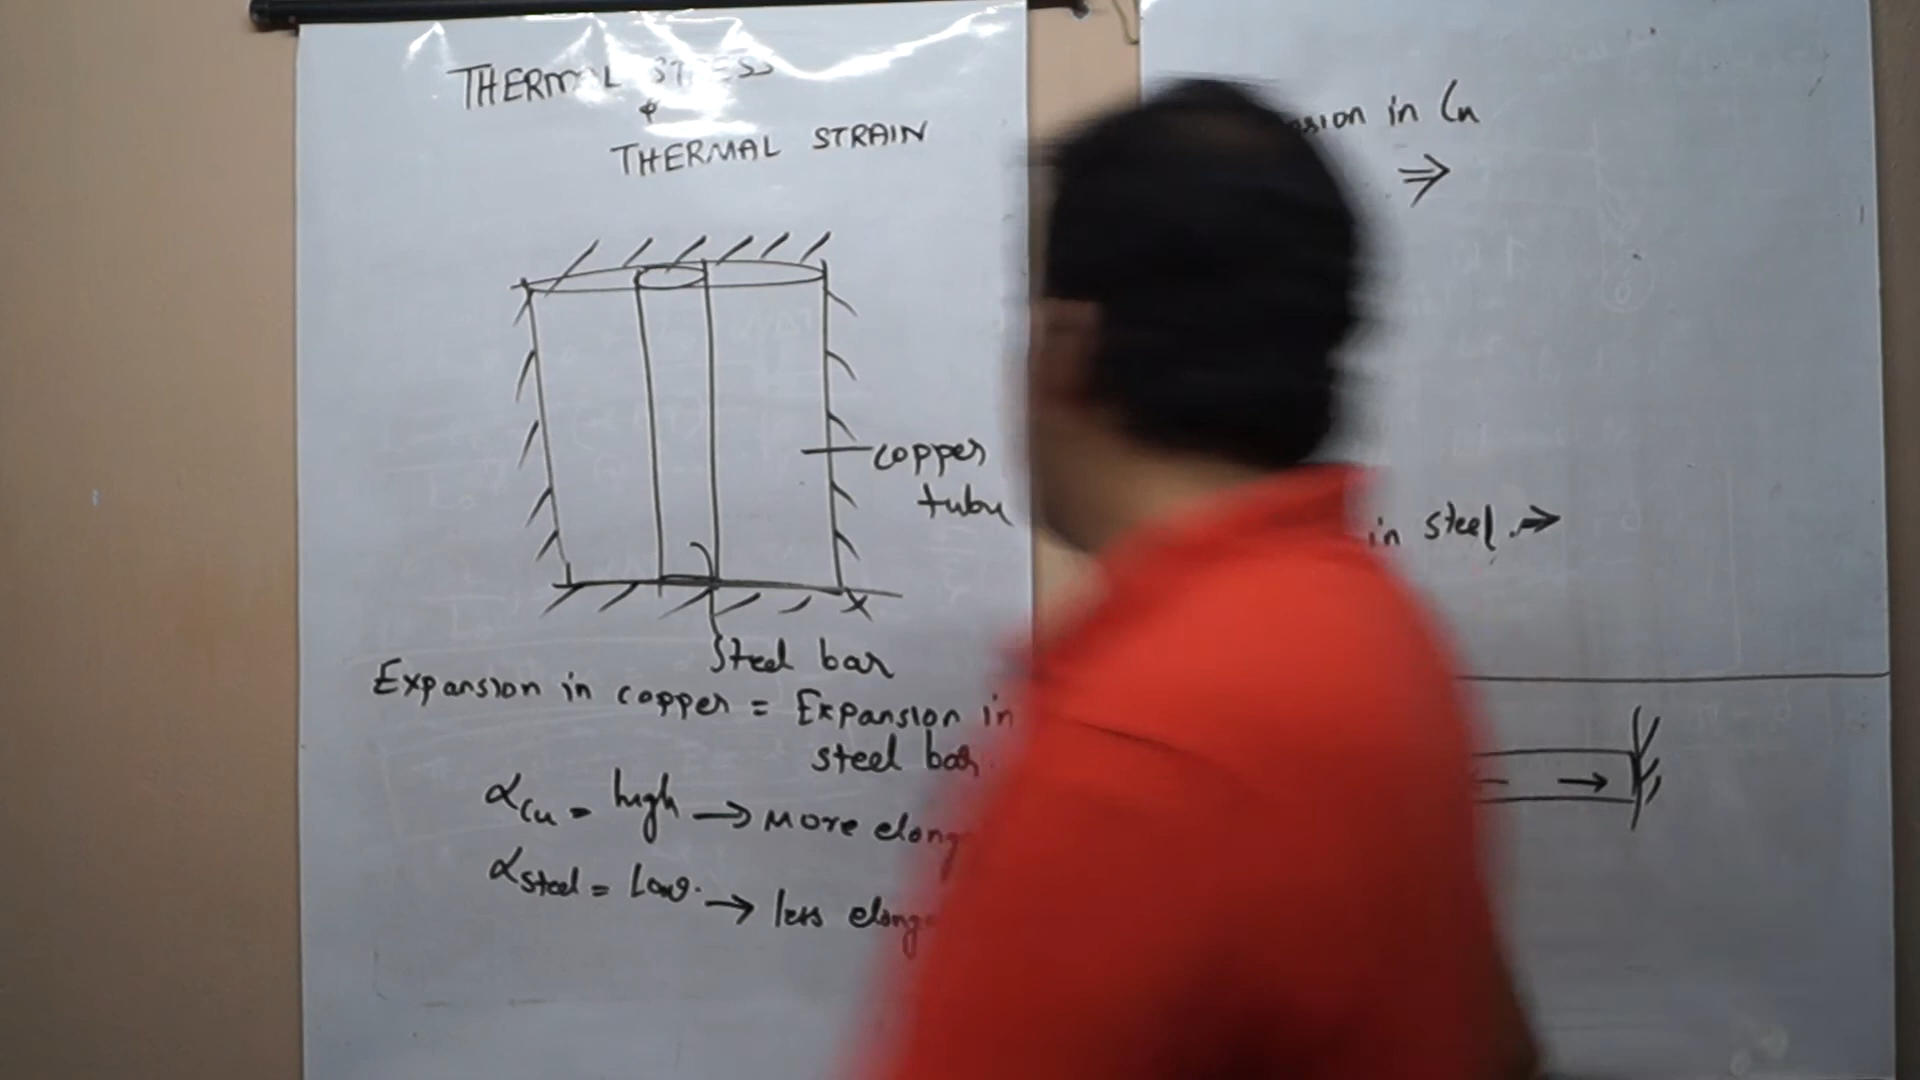 THERMAL STRESS
&
THERMAL STRAIN
copper
tube
Steel bar
Expansion in copper = Expansion in
steel bar.
αcu = high → More elong
αsteel = Low. → less elong
in Cu
⇒
in steel. ⇒